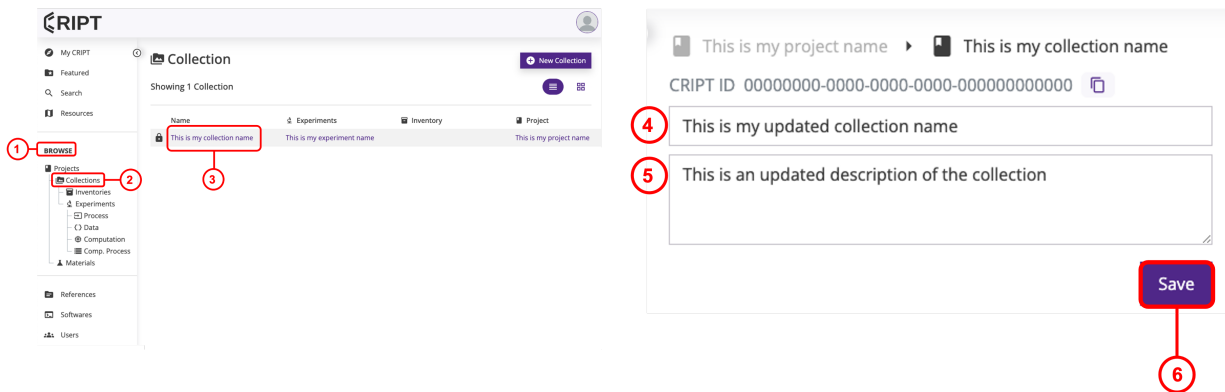 CRIPT
My CRIPT
Featured
Search
Resources
1
BROWSE
Projects
Collections
2
Inventories
Experiments
Process
Data
Computation
Comp. Process
Materials
References
Softwares
Users
Collection
New Collection
Showing 1 Collection
Name Experiments Inventory Project
This is my collection name This is my experiment name This is my project name
3
This is my project name This is my collection name
CRIPT ID 00000000-0000-0000-0000-000000000000
4 This is my updated collection name
5 This is an updated description of the collection
Save
6